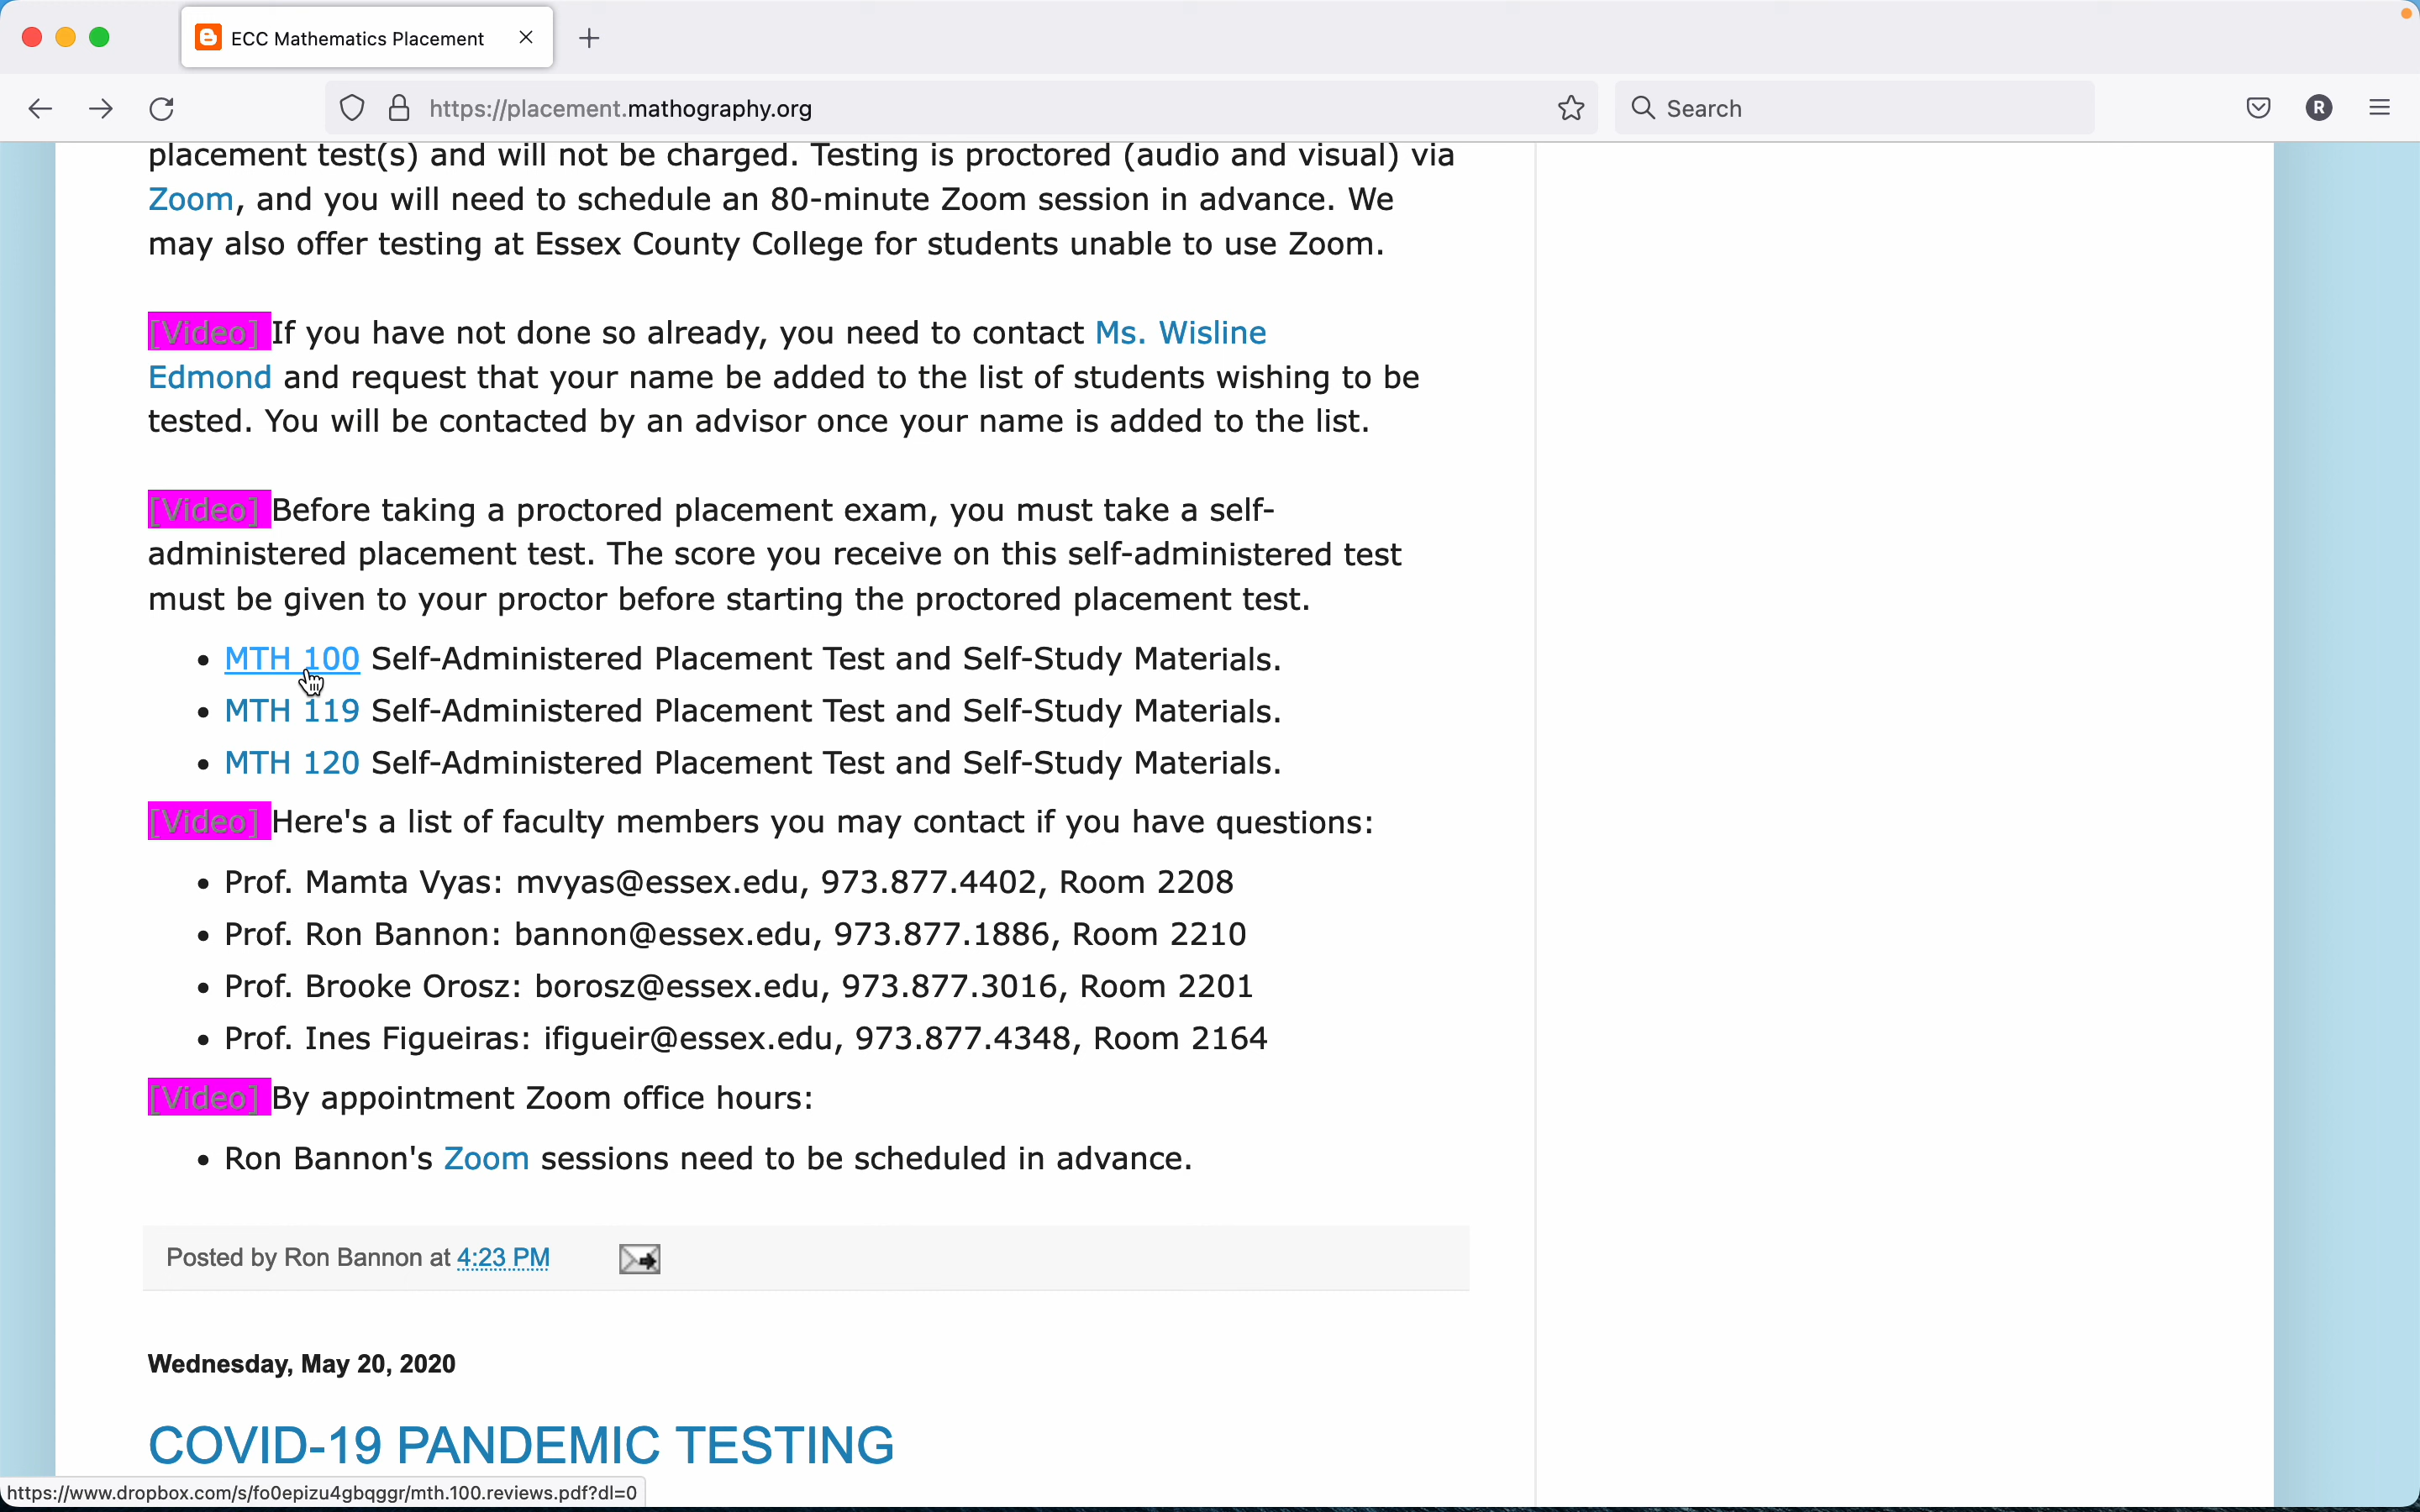 ECC Mathematics Placement
https://placement.mathography.org
Search
R
placement test(s) and will not be charged. Testing is proctored (audio and visual) via
Zoom, and you will need to schedule an 80-minute Zoom session in advance. We
may also offer testing at Essex County College for students unable to use Zoom.
[Video] If you have not done so already, you need to contact Ms. Wisline
Edmond and request that your name be added to the list of students wishing to be
tested. You will be contacted by an advisor once your name is added to the list.
[Video] Before taking a proctored placement exam, you must take a self-
administered placement test. The score you receive on this self-administered test
must be given to your proctor before starting the proctored placement test.
• MTH 100 Self-Administered Placement Test and Self-Study Materials.
• MTH 119 Self-Administered Placement Test and Self-Study Materials.
• MTH 120 Self-Administered Placement Test and Self-Study Materials.
[Video] Here's a list of faculty members you may contact if you have questions:
• Prof. Mamta Vyas: mvyas@essex.edu, 973.877.4402, Room 2208
• Prof. Ron Bannon: bannon@essex.edu, 973.877.1886, Room 2210
• Prof. Brooke Orosz: borosz@essex.edu, 973.877.3016, Room 2201
• Prof. Ines Figueiras: ifigueir@essex.edu, 973.877.4348, Room 2164
[Video] By appointment Zoom office hours:
• Ron Bannon's Zoom sessions need to be scheduled in advance.
Posted by Ron Bannon at 4:23 PM
Wednesday, May 20, 2020
COVID-19 PANDEMIC TESTING
https://www.dropbox.com/s/fo0epizu4gbqggr/mth.100.reviews.pdf?dl=0